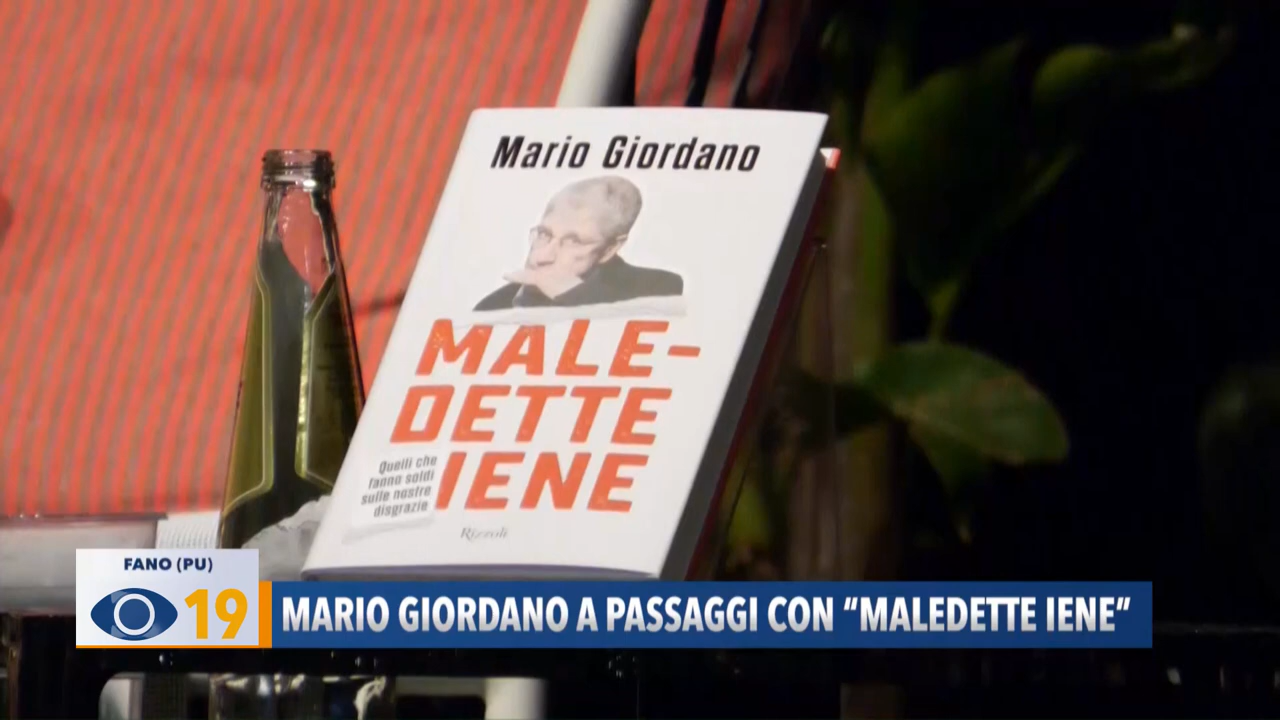 Mario Giordano
MALE-
DETTE
IENE
Quelli che
fanno soldi
sulle nostre
disgrazie
Rizzoli
FANO (PU)
19
MARIO GIORDANO A PASSAGGI CON “MALEDETTE IENE”